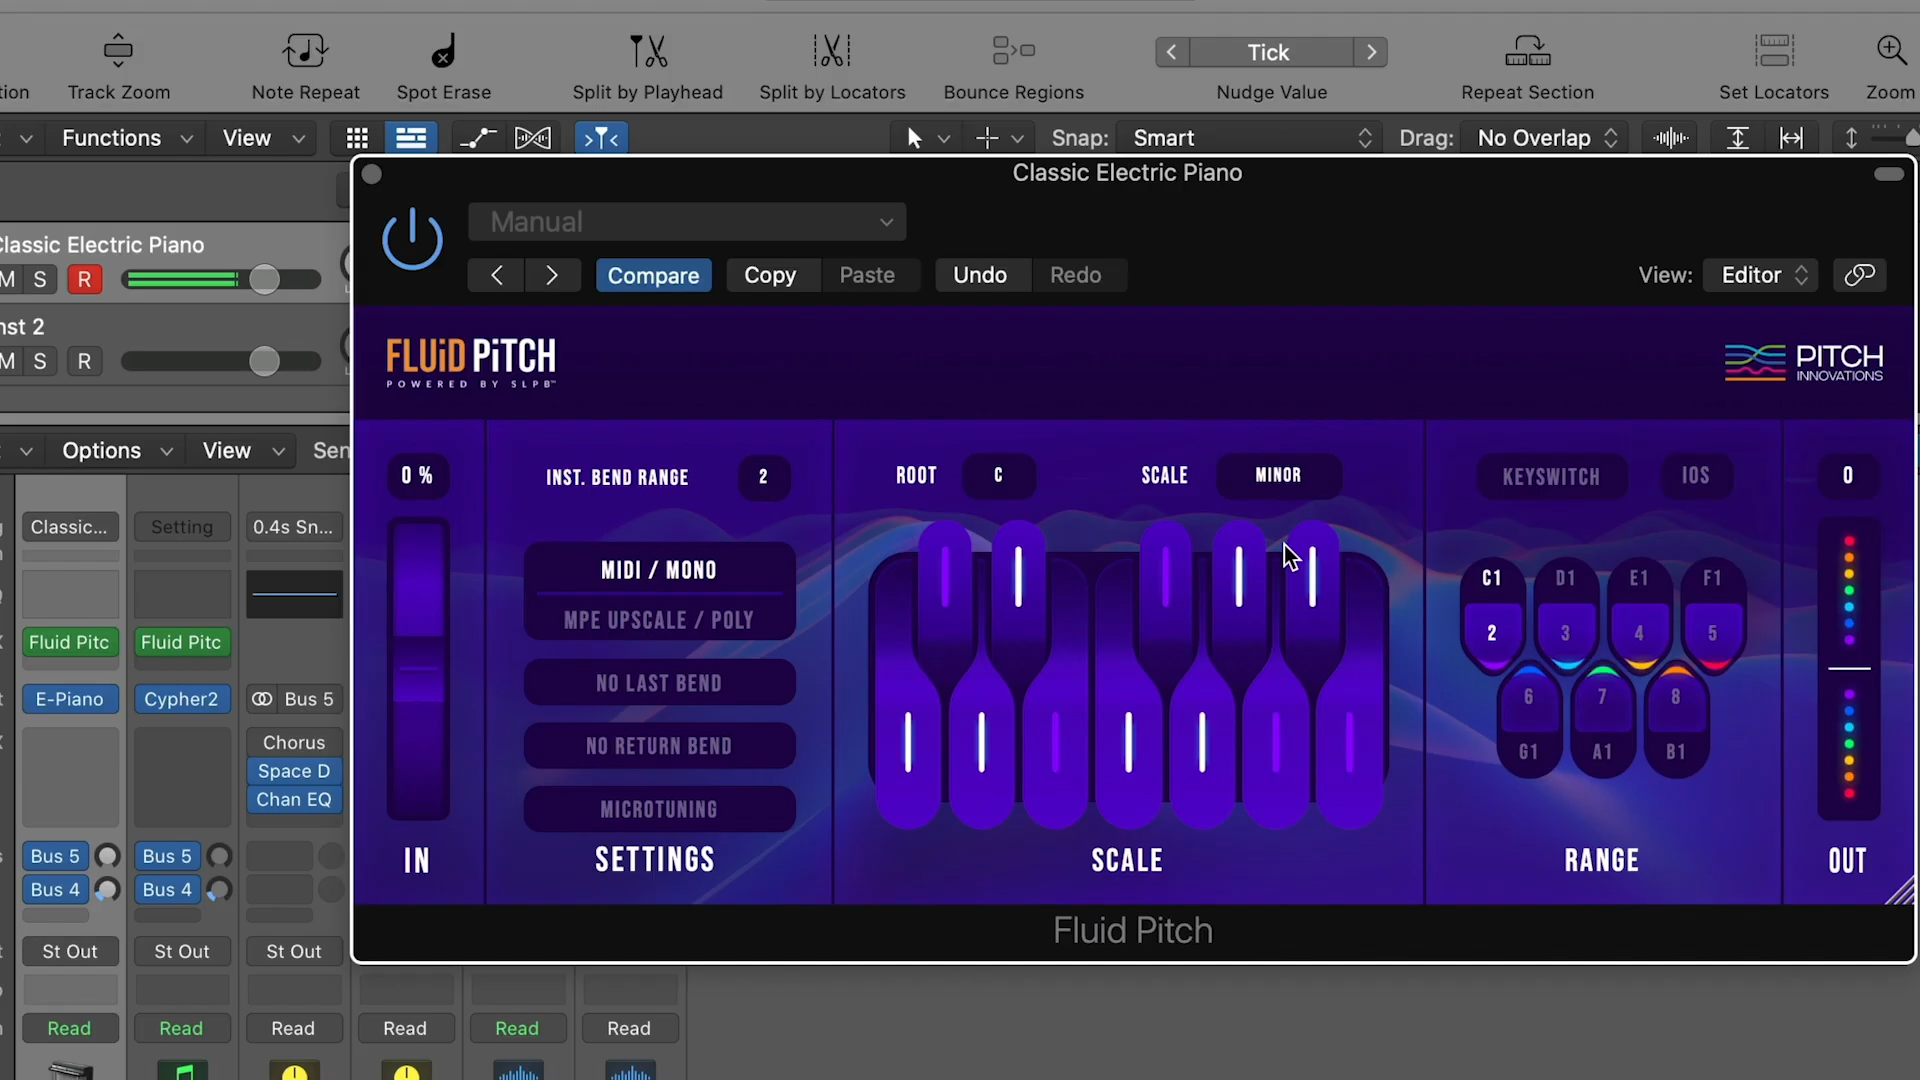 Track Zoom
Note Repeat
Spot Erase
Split by Playhead
Split by Locators
Bounce Regions
Tick
Nudge Value
Repeat Section
Set Locators
Zoom
Functions
View
Snap: Smart
Drag: No Overlap
Classic Electric Piano
Manual
Compare
Copy
Paste
Undo
Redo
View: Editor
lassic Electric Piano
M S R
nst 2
M S R
Options
View
Sen
FLUiD PiTCH
POWERED BY SLPB™
PITCH
INNOVATIONS
0 %
INST. BEND RANGE 2
ROOT C
SCALE MINOR
KEYSWITCH
IOS
0
MIDI / MONO
MPE UPSCALE / POLY
NO LAST BEND
NO RETURN BEND
MICROTUNING
C1 D1 E1 F1
2 3 4 5
6 7 8
G1 A1 B1
IN
SETTINGS
SCALE
RANGE
OUT
Fluid Pitch
Classic...
Setting
0.4s Sn...
Fluid Pitc
Fluid Pitc
E-Piano
Cypher2
Bus 5
Chorus
Space D
Chan EQ
Bus 5
Bus 5
Bus 4
Bus 4
St Out
St Out
St Out
Read
Read
Read
Read
Read
Read